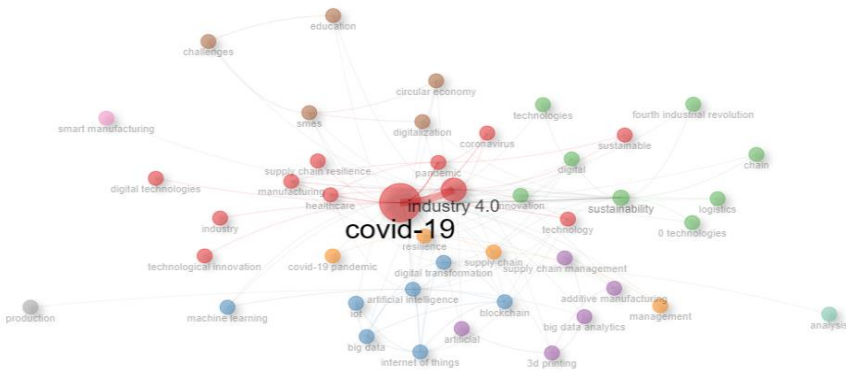 education
challenges
circular economy
technologies
fourth industrial revolution
smes
smart manufacturing
digitalization
coronavirus
sustainable
chain
supply chain resilience
pandemic
digital
digital technologies
manufacturing
healthcare
industry 4.0
innovation
sustainability
logistics
industry
covid-19
technology
0 technologies
resilience
technological innovation
covid-19 pandemic
supply chain
supply chain management
digital transformation
artificial intelligence
additive manufacturing
production
machine learning
iot
blockchain
big data analytics
management
analysis
big data
artificial
internet of things
3d printing